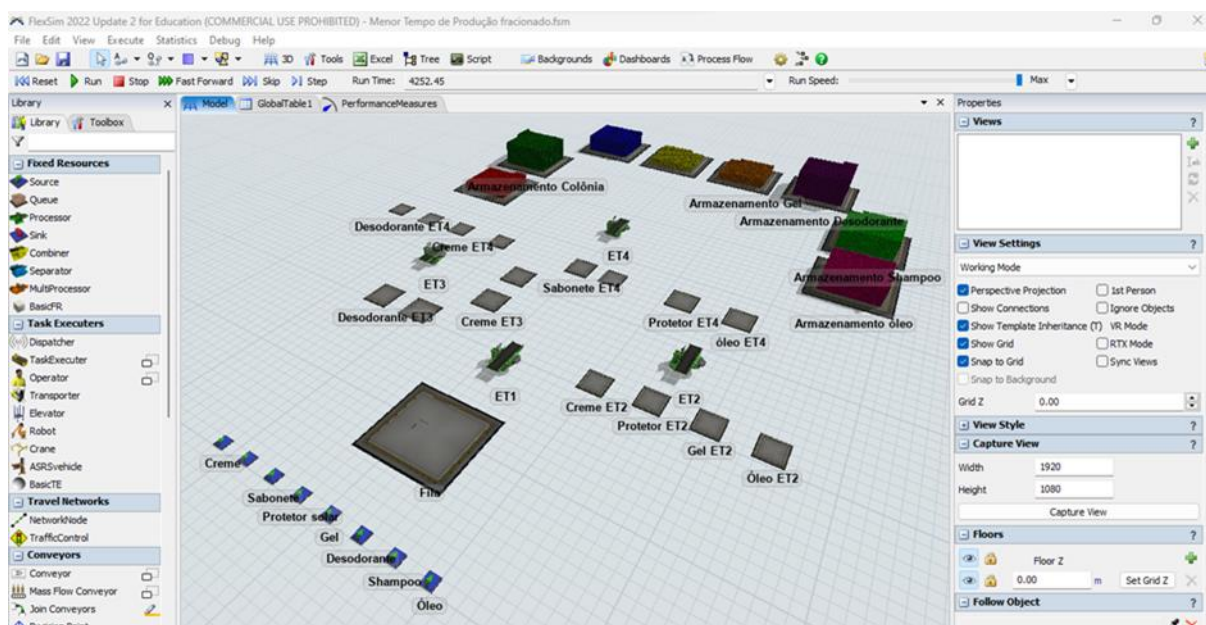 FlexSim 2022 Update 2 for Education (COMMERCIAL USE PROHIBITED) - Menor Tempo de Produção fracionado.fsm
File Edit View Execute Statistics Debug Help
3D Tools Excel Tree Script Backgrounds Dashboards Process Flow
Reset Run Stop Fast Forward Skip Step Run Time: 4252.45 Run Speed: Max
Library
Model GlobalTable1 PerformanceMeasures
Properties
Library Toolbox
Views
Fixed Resources
Source
Queue
Processor
Sink
Combiner
Separator
MultiProcessor
BasicFR
Task Executers
Dispatcher
TaskExecuter
Operator
Transporter
Elevator
Robot
Crane
ASRSvehicle
BasicTE
Travel Networks
NetworkNode
TrafficControl
Conveyors
Conveyor
Mass Flow Conveyor
Join Conveyors
Armazenamento Colônia
Armazenamento Gel
Armazenamento Desodorante
Armazenamento Shampoo
Armazenamento óleo
Desodorante ET4
Creme ET4
ET4
ET3
Sabonete ET4
Desodorante ET3
Creme ET3
Protetor ET4
óleo ET4
ET1
ET2
Creme ET2
Protetor ET2
Gel ET2
Óleo ET2
Fila
Creme
Sabonete
Protetor solar
Gel
Desodorante
Shampoo
Óleo
View Settings
Working Mode
Perspective Projection 1st Person
Show Connections Ignore Objects
Show Template Inheritance (T) VR Mode
Show Grid RTX Mode
Snap to Grid Sync Views
Snap to Background
Grid Z 0.00
View Style
Capture View
Width 1920
Height 1080
Capture View
Floors
Floor Z
0.00 m Set Grid Z
Follow Object